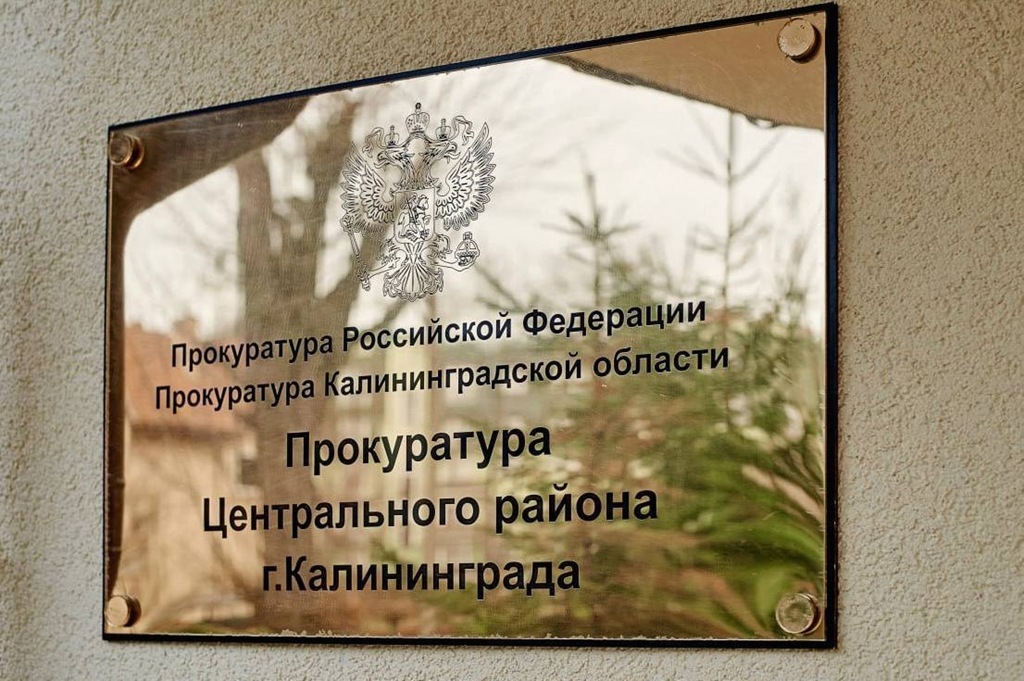 Прокуратура Российской Федерации
Прокуратура Калининградской области
Прокуратура
Центрального района
г.Калининграда